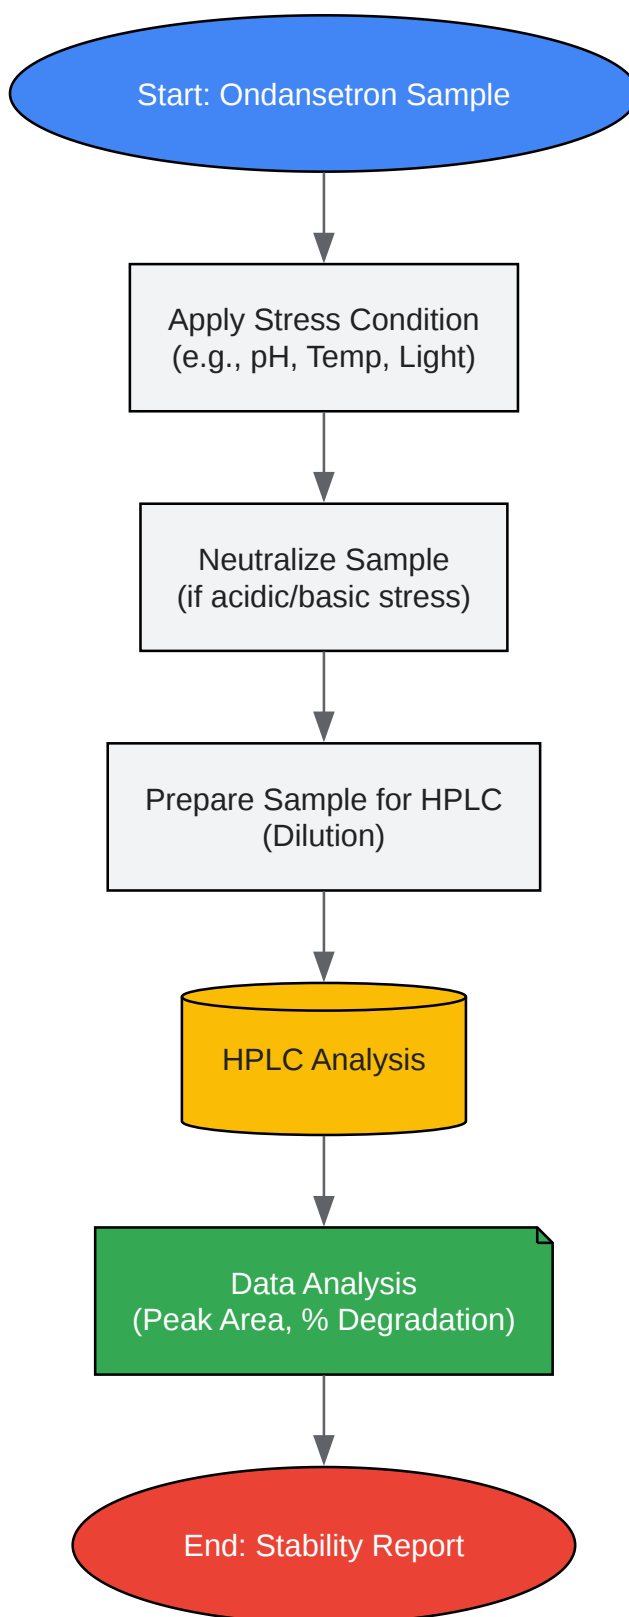 Start: Ondansetron Sample
Apply Stress Condition
(e.g., pH, Temp, Light)
Neutralize Sample
(if acidic/basic stress)
Prepare Sample for HPLC
(Dilution)
HPLC Analysis
Data Analysis
(Peak Area, % Degradation)
End: Stability Report